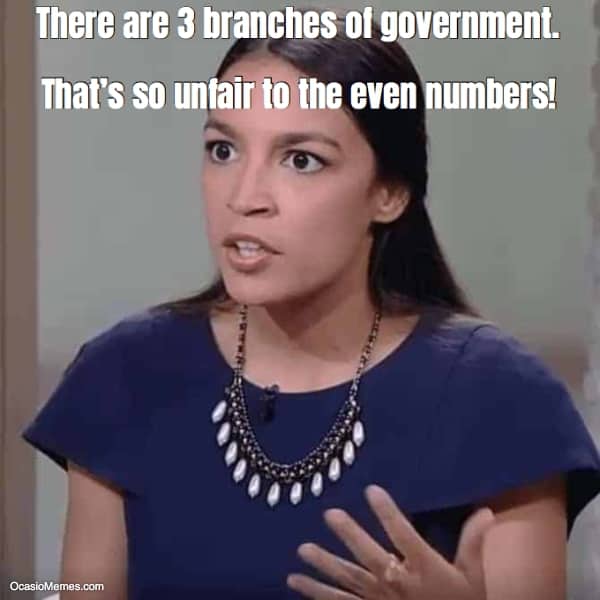 There are 3 branches of government.
That's so unfair to the even numbers!
OcasioMemes.com